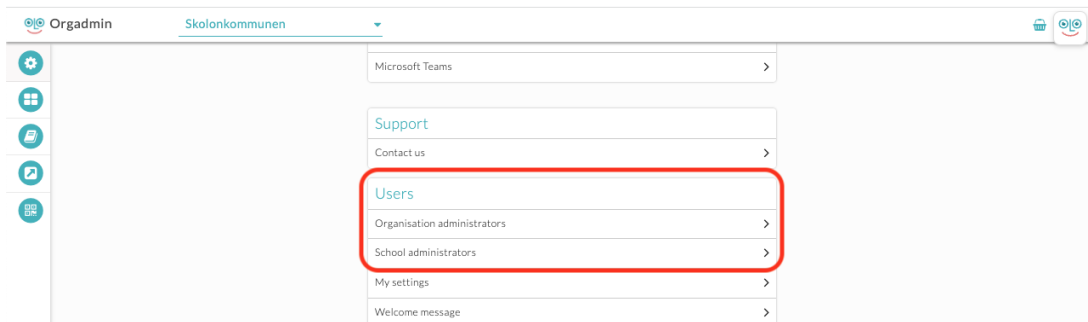 Orgadmin
Skolonkommunen
Microsoft Teams
Support
Contact us
Users
Organisation administrators
School administrators
My settings
Welcome message